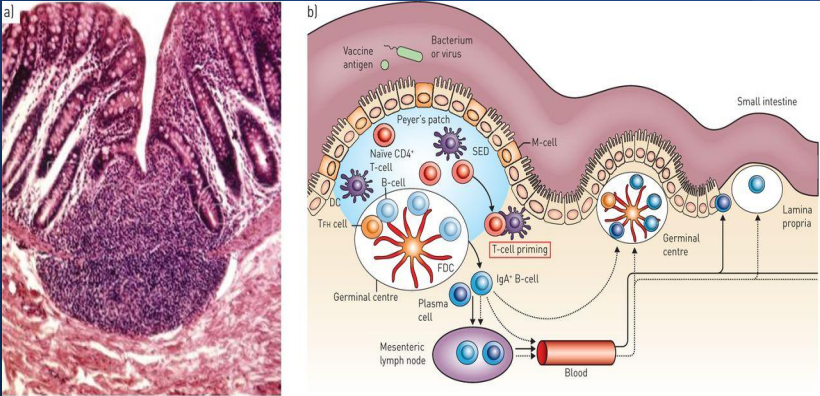 a)
b)
Vaccine
antigen
Bacterium
or virus
Small intestine
Peyer's patch
SED
M-cell
Naïve CD4+
T-cell
B-cell
DC
TFH cell
FDC
T-cell priming
Germinal centre
IgA+ B-cell
Plasma
cell
Germinal
centre
Lamina
propria
Mesenteric
lymph node
Blood